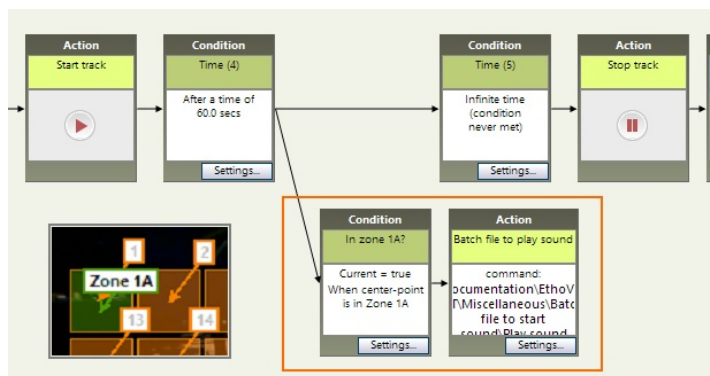 Action
Start track
Condition
Time (4)
After a time of
60.0 secs
Settings...
Condition
Time (5)
Infinite time
(condition
never met)
Settings...
Action
Stop track
Condition
In zone 1A?
Current = true
When center-point
is in Zone 1A
Settings...
Action
Batch file to play sound
command:
ocumentation\EthoV
T\Miscellaneous\Batc
file to start
sound\Play sound
Settings...
1
2
Zone 1A
13
14